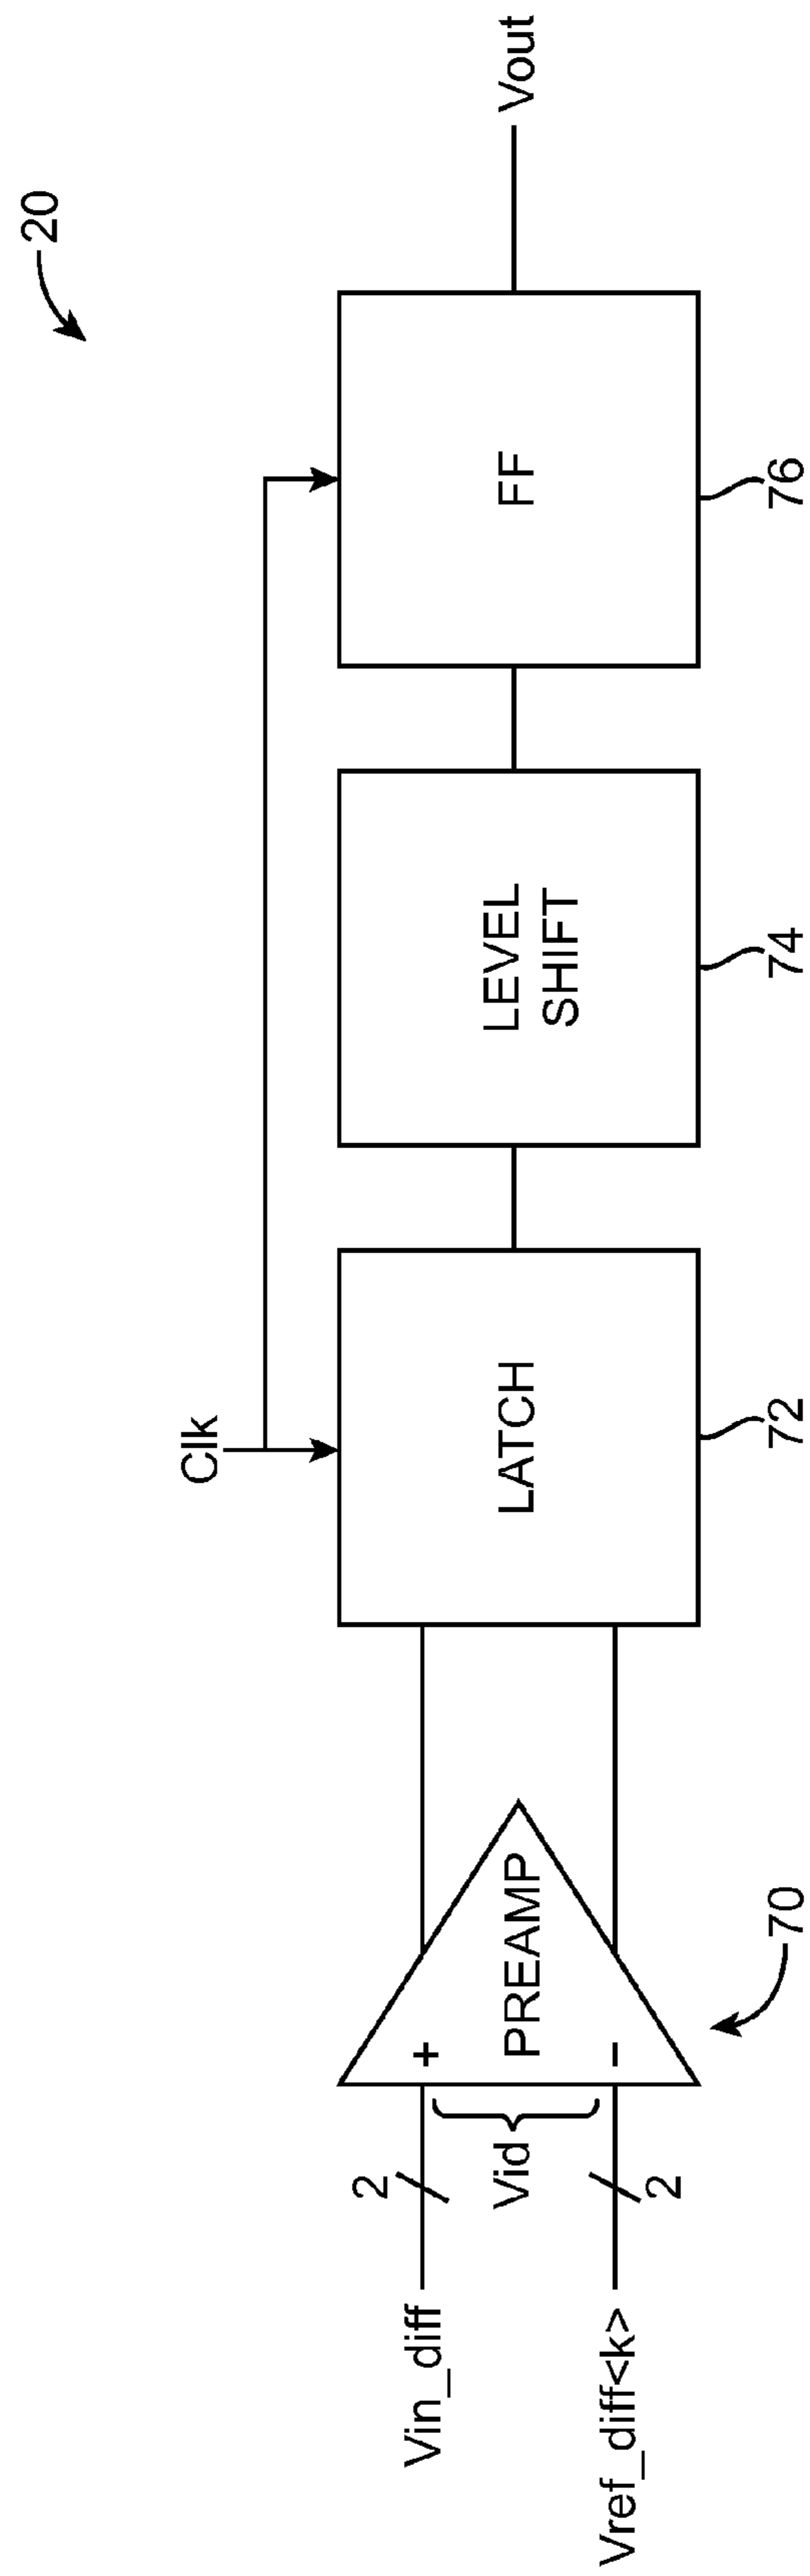 20
Clk
Vin_diff
2
+
Vid
PREAMP
−
2
Vref_diff<k>
70
LATCH
72
LEVEL
SHIFT
74
FF
76
Vout